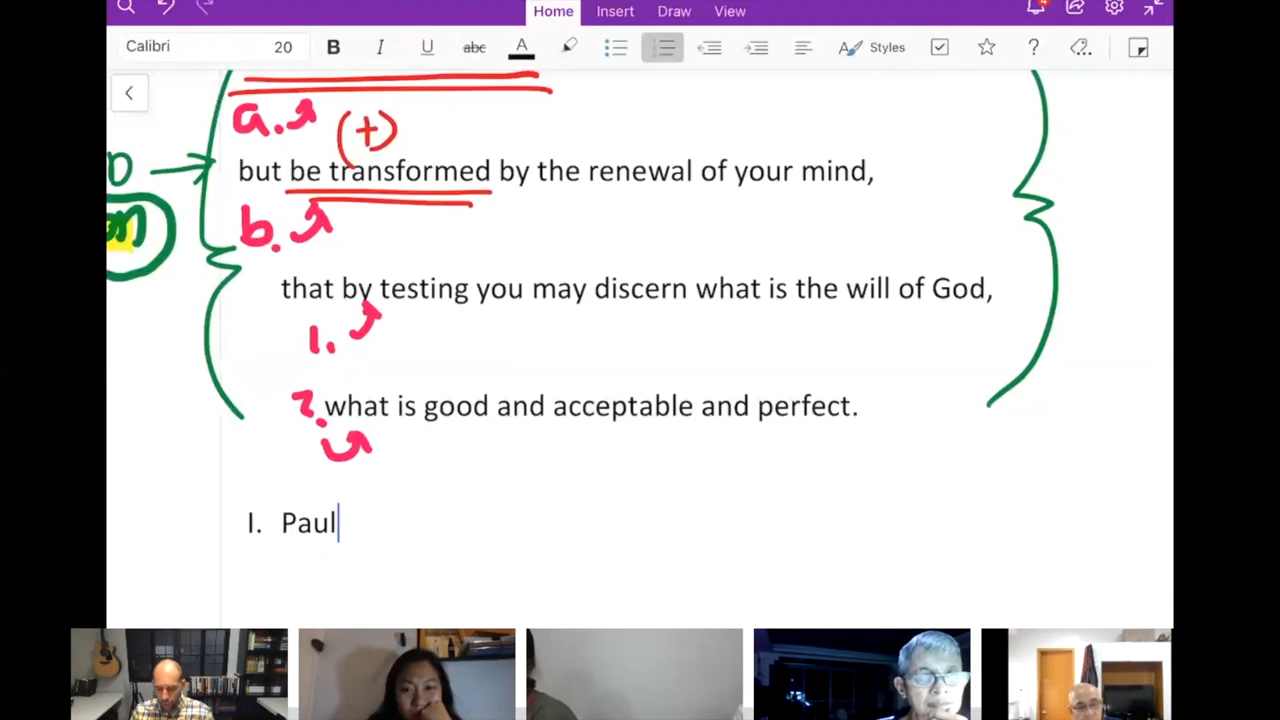 Home Insert Draw View
Calibri 20 B I U abc A Styles ?
a.
(+)
but be transformed by the renewal of your mind,
b.
that by testing you may discern what is the will of God,
1.
2. what is good and acceptable and perfect.
I. Paul